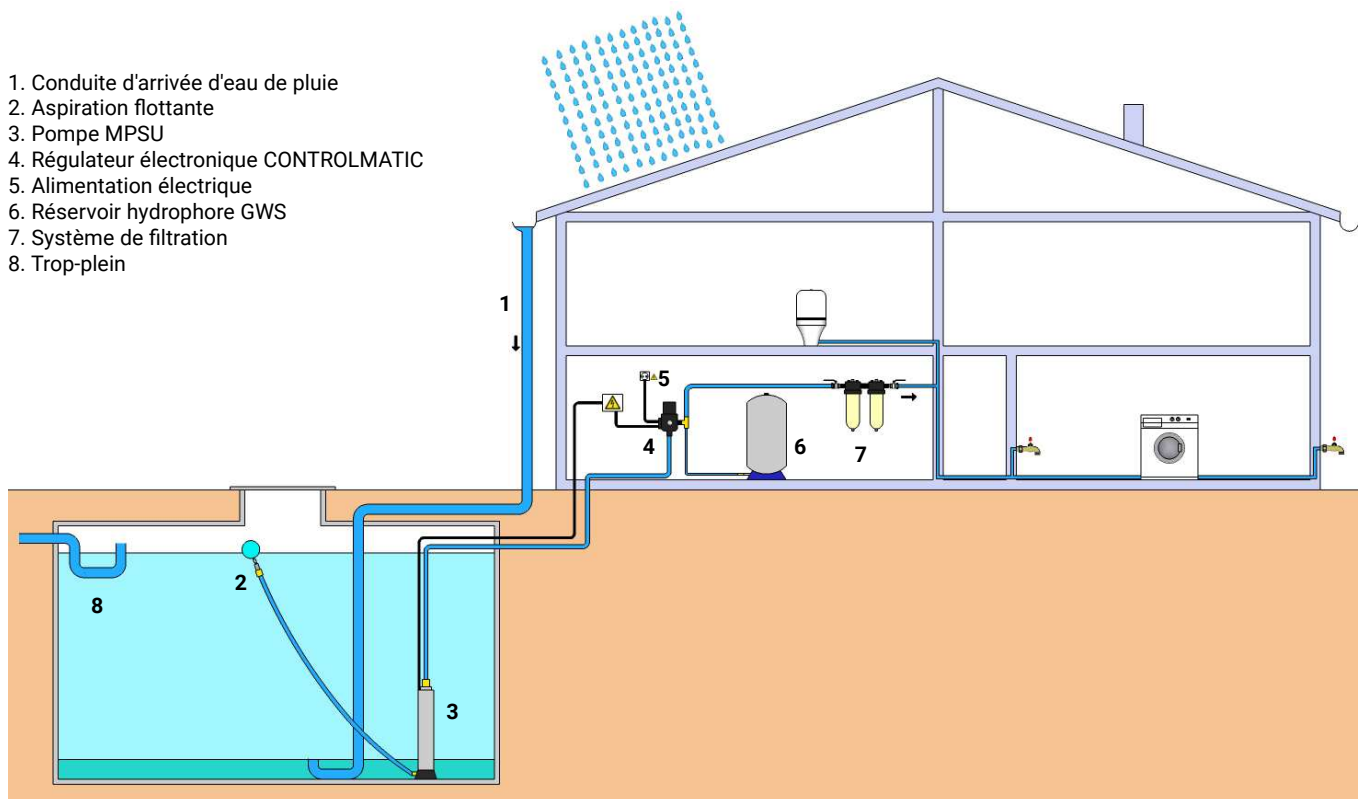 1. Conduite d'arrivée d'eau de pluie
2. Aspiration flottante
3. Pompe MPSU
4. Régulateur électronique CONTROLMATIC
5. Alimentation électrique
6. Réservoir hydrophore GWS
7. Système de filtration
8. Trop-plein
1
5
4
6
7
2
8
3